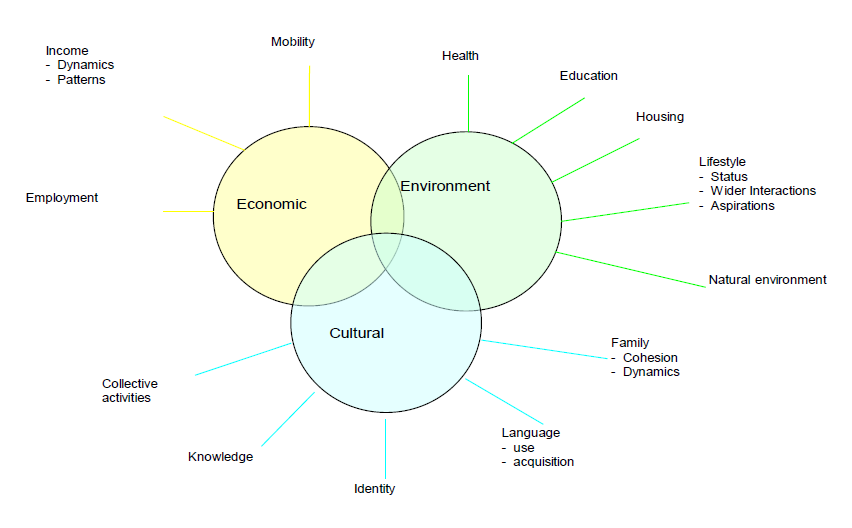 Mobility
Income
- Dynamics
- Patterns
Health
Education
Housing
Lifestyle
- Status
- Wider Interactions
- Aspirations
Environment
Employment
Economic
Natural environment
Cultural
Family
- Cohesion
- Dynamics
Collective
activities
Language
- use
- acquisition
Knowledge
Identity